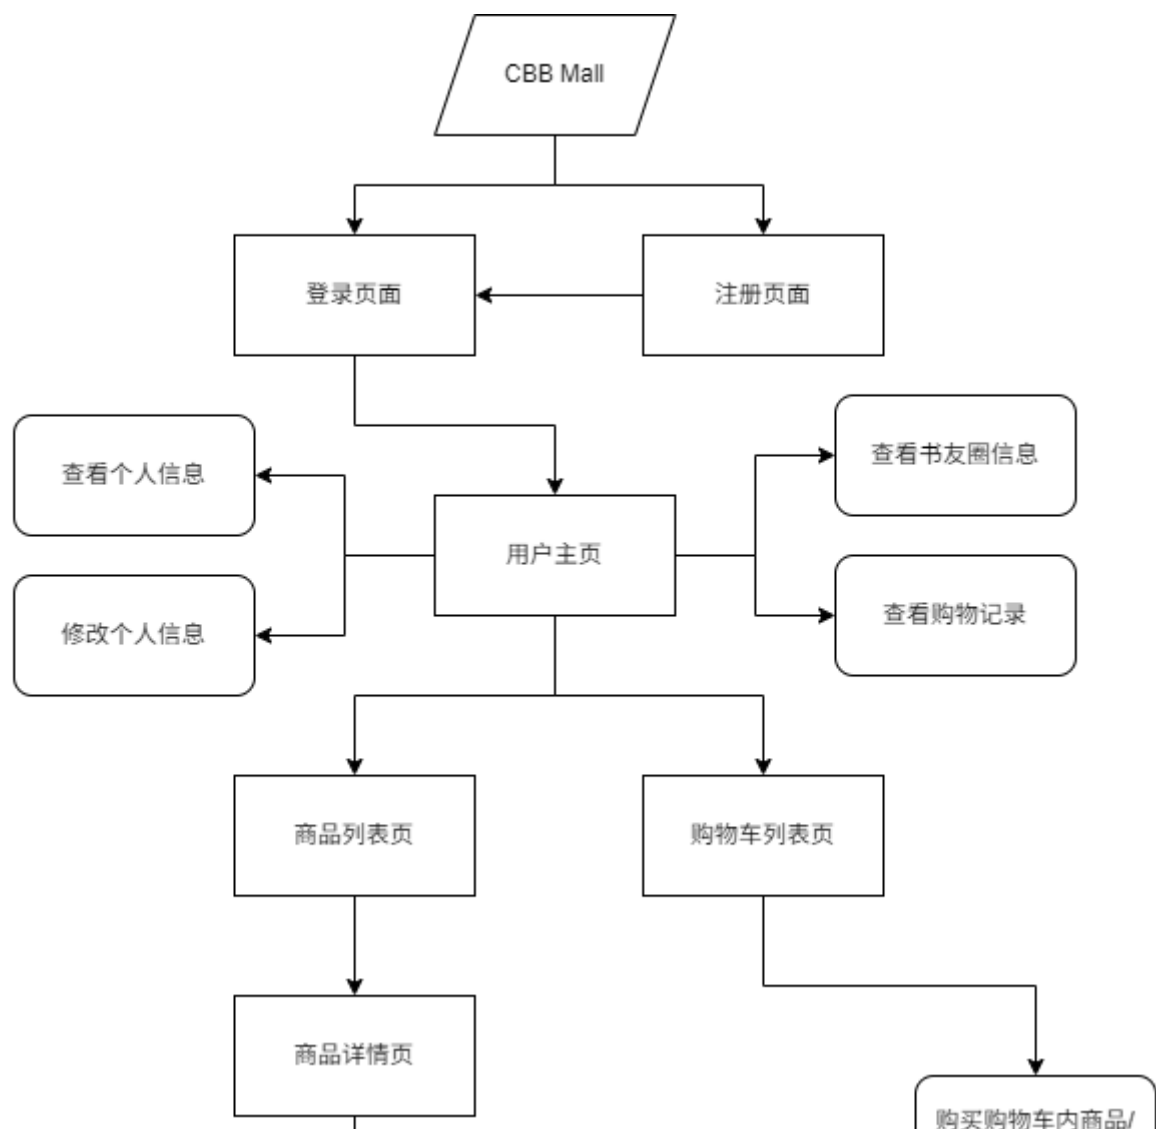 CBB Mall
登录页面
注册页面
查看个人信息
查看书友圈信息
用户主页
修改个人信息
查看购物记录
商品列表页
购物车列表页
商品详情页
购买购物车内商品/